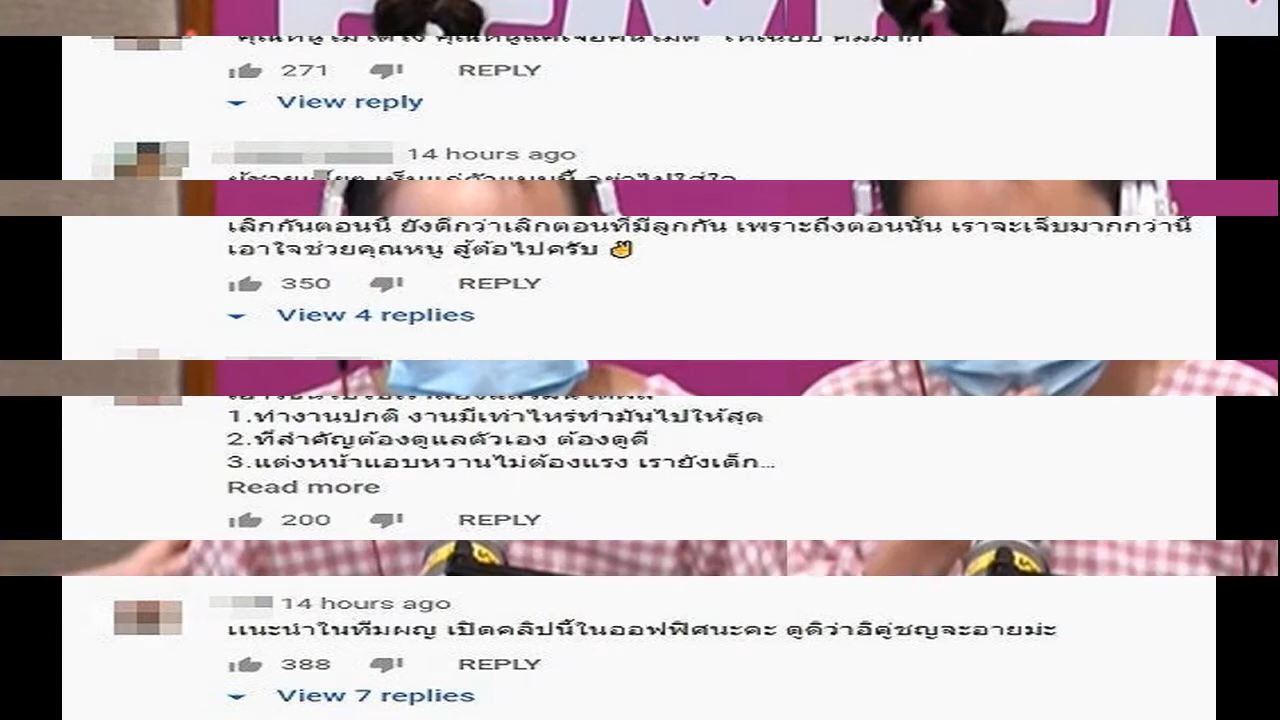 271 REPLY
View reply
14 hours ago
เลิกกันตอนนี้ ยังดีกว่าเลิกตอนที่มีลูกกัน เพราะถึงตอนนั้น เราจะเจ็บมากกว่านี้
เอาใจช่วยคุณหนู สู้ต่อไปครับ ✌
350 REPLY
View 4 replies
1.ทำงานปกติ งานมีเท่าไหร่ทำมันไปให้สุด
2.ที่สำคัญต้องดูแลตัวเอง ต้องดูดี
3.แต่งหน้าแอบหวานไม่ต้องแรง เรายังเด็ก...
Read more
200 REPLY
14 hours ago
แนะนำในทีมผญ เปิดคลิปนี้ในออฟฟิศนะคะ ดูดิว่าอิคู่ชญจะอายม่ะ
388 REPLY
View 7 replies